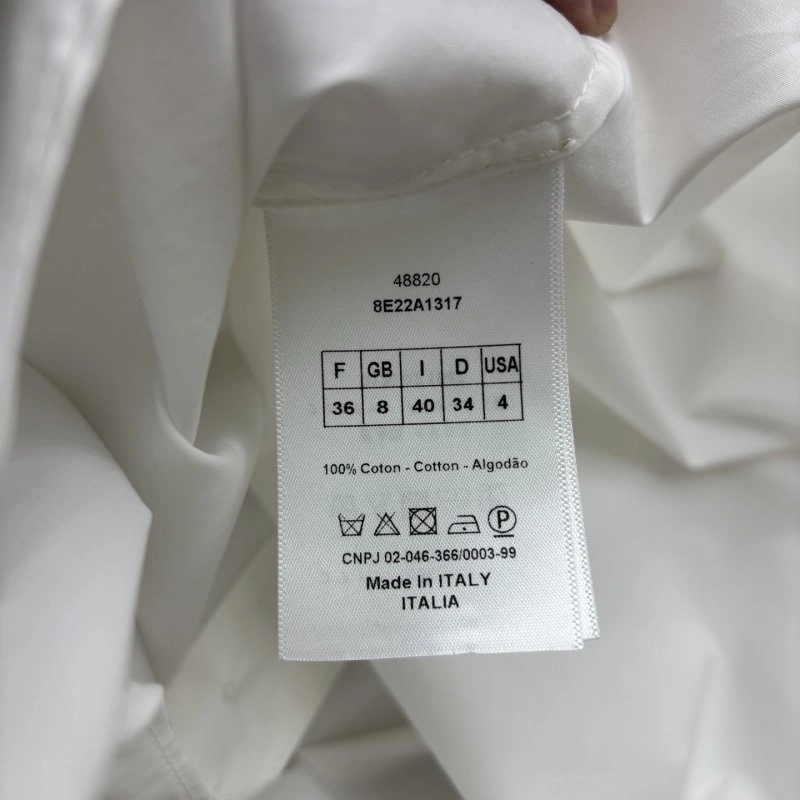 48820
8E22A1317
F GB I D USA
36 8 40 34 4
100% Coton - Cotton - Algodão
P
CNPJ 02-046-366/0003-99
Made In ITALY
ITALIA